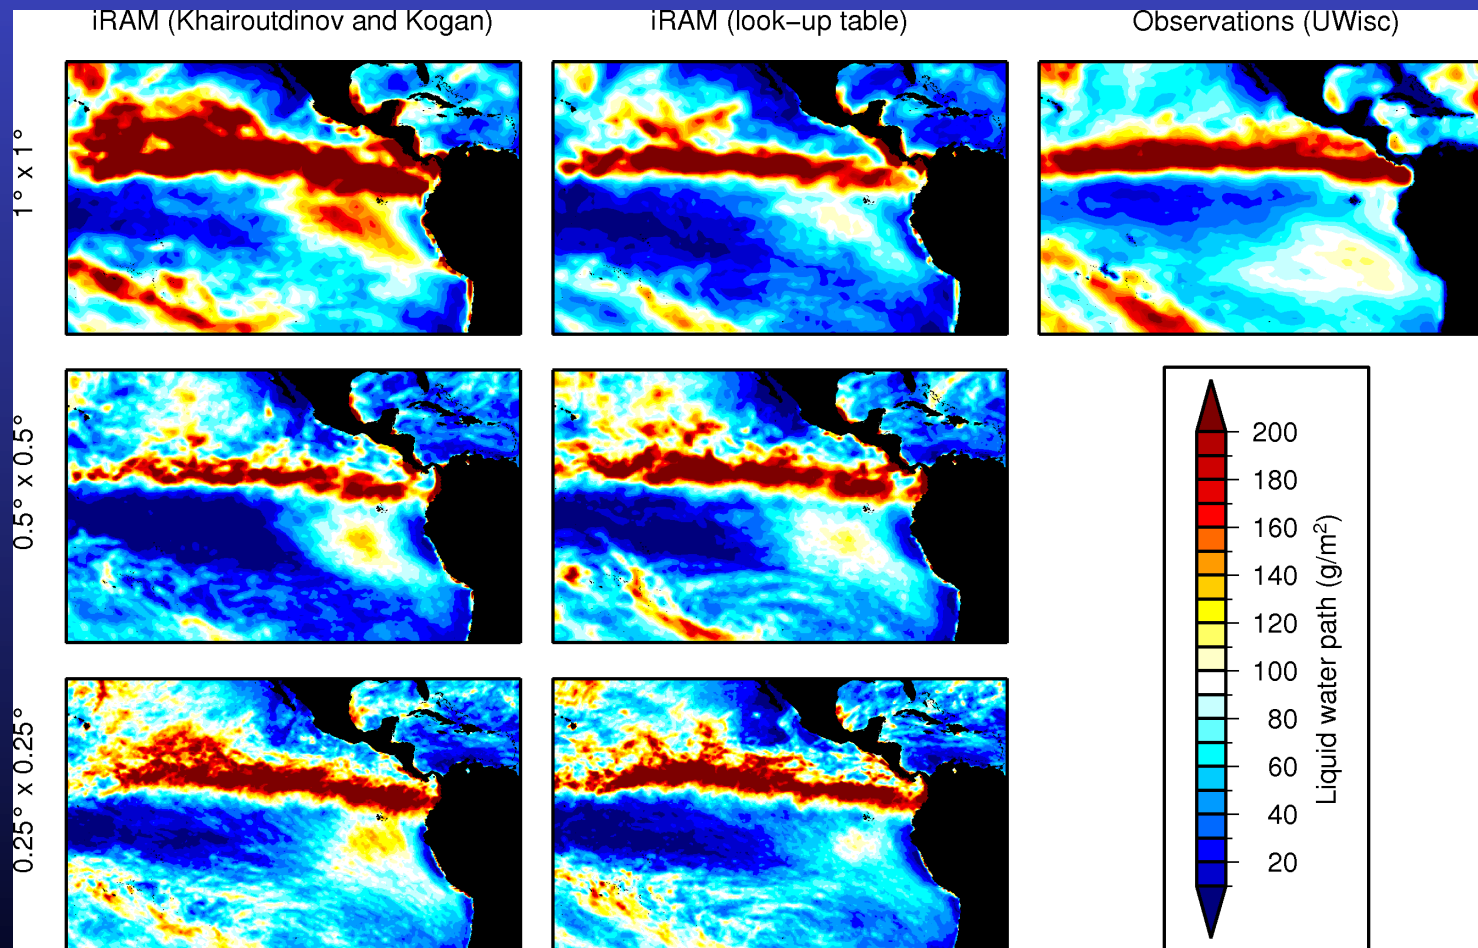 iRAM (Khairoutdinov and Kogan)
iRAM (look−up table)
Observations (UWisc)
1° x 1°
0.5° x 0.5°
0.25° x 0.25°
200
180
160
140
120
100
80
60
40
20
Liquid water path (g/m²)